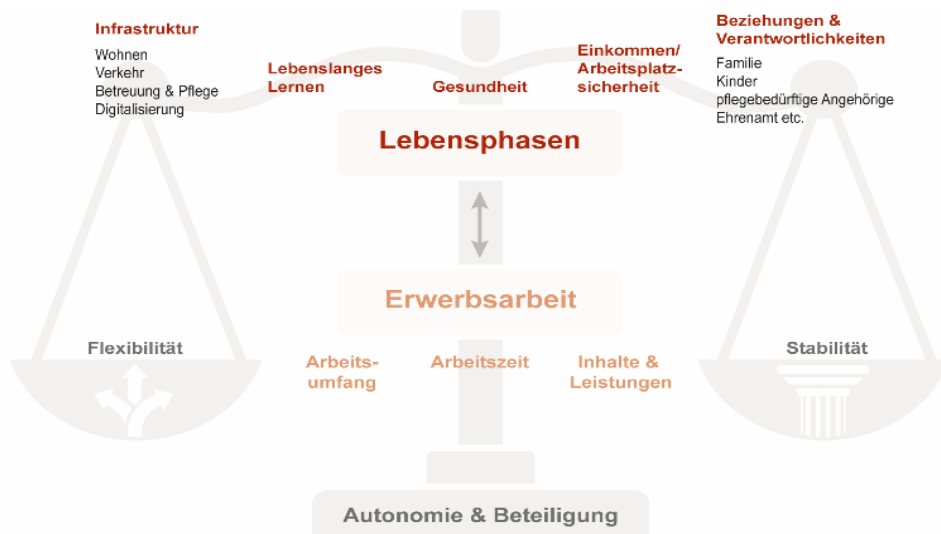 Infrastruktur
Wohnen
Verkehr
Betreuung & Pflege
Digitalisierung
Lebenslanges
Lernen
Gesundheit
Einkommen/
Arbeitsplatz-
sicherheit
Beziehungen &
Verantwortlichkeiten
Familie
Kinder
pflegebedürftige Angehörige
Ehrenamt etc.
Lebensphasen
Erwerbsarbeit
Flexibilität
Arbeits-
umfang
Arbeitszeit
Inhalte &
Leistungen
Stabilität
Autonomie & Beteiligung